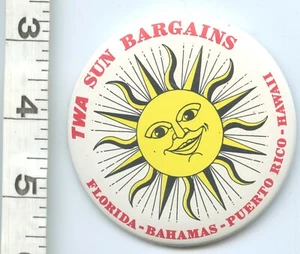 TWA SUN BARGAINS
FLORIDA - BAHAMAS - PUERTO RICO - HAWAII
3
4
5